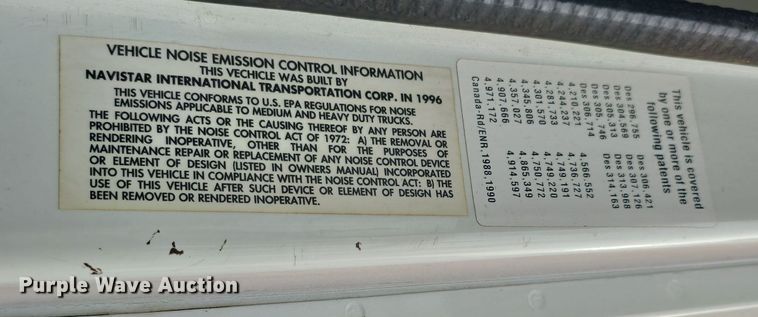 VEHICLE NOISE EMISSION CONTROL INFORMATION
THIS VECHICLE WAS BUILT BY
NAVISTAR INTERNATIONAL TRANSPORTATION CORP. IN 1996
THIS VEHICLE CONFORMS TO U.S. EPA REGULATIONS FOR NOISE
EMISSIONS APPLICABLE TO MEDIUM AND HEAVY DUTY TRUCKS.
THE FOLLOWING ACTS OR THE CAUSING THEREOF BY ANY PERSON ARE
PROHIBITED BY THE NOISE CONTROL ACT OF 1972: A) THE REMOVAL OR
RENDERING INOPERATIVE, OTHER THAN FOR THE PURPOSES OF
MAINTENANCE REPAIR OR REPLACEMENT OF ANY NOISE CONTROL DEVICE
OR ELEMENT OF DESIGN (LISTED IN OWNERS MANUAL) INCORPORATED
INTO THIS VEHICLE IN COMPLIANCE WITH THE NOISE CONTROL ACT: B) THE
USE OF THIS VEHICLE AFTER SUCH DEVICE OR ELEMENT OF DESIGN HAS
BEEN REMOVED OR RENDERED INOPERATIVE.
This vehicle is covered
by one or more of the
following patents
Des 296,755 Des 306,421
Des 304,569 Des 307,126
Des 305,313 Des 313,968
Des 305,746 Des 314,163
Des 306,714
4,210,221 4,566,552
4,244,237 4,736,727
4,281,733 4,749,191
4,301,570 4,749,220
4,345,806 4,750,772
4,357,027 4,865,349
4,907,666 4,914,597
4,971,172
Canada-Rd/ENR.1988,1990
Purple Wave Auction